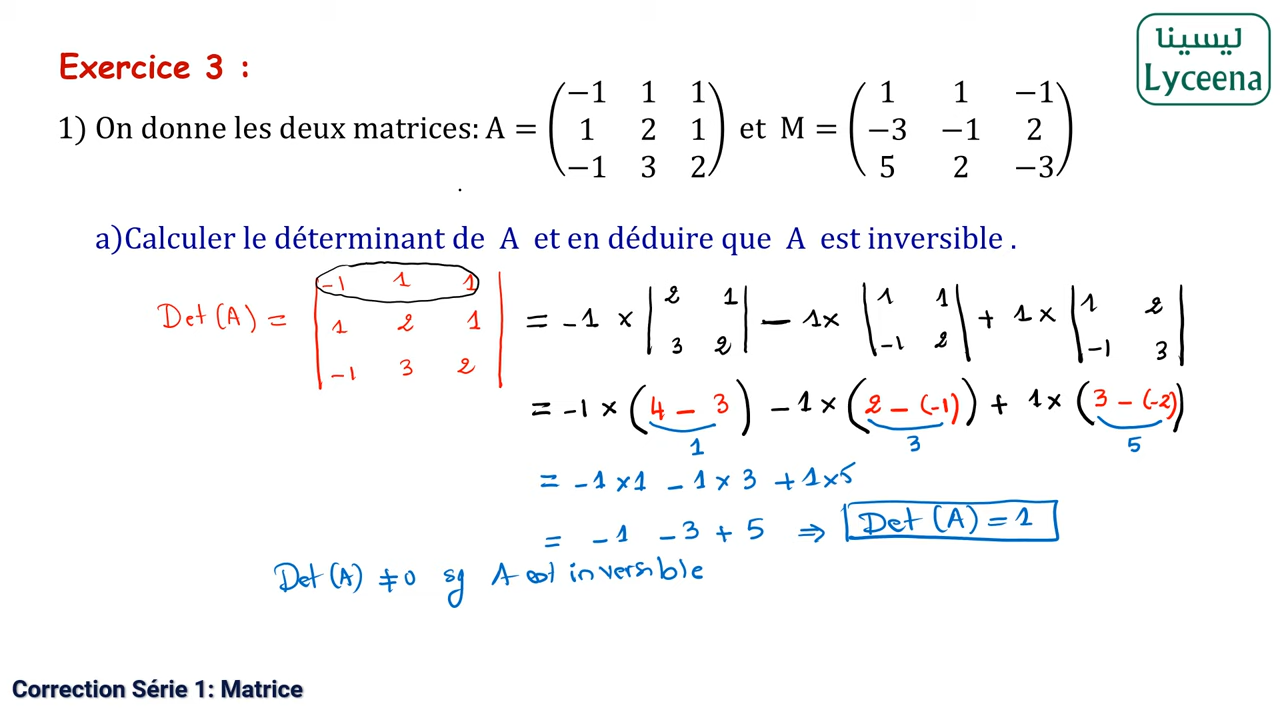 ليسينا
Lyceena
Exercice 3 :
1) On donne les deux matrices: A = (−1 1 1 et M = (1 1 −1
1 2 1 −3 −1 2
−1 3 2) 5 2 −3)
a)Calculer le déterminant de A et en déduire que A est inversible .
Det (A) = | -1 1 1 | = -1 × | 2 1 | - 1× | 1 1 | + 1× | 1 2 |
| 1 2 1 | | 3 2 | | -1 2 | | -1 3 |
| -1 3 2 |
= -1 × (4 - 3) - 1 × (2 - (-1)) + 1× (3 - (-2))
1 3 5
= -1 ×1 - 1 × 3 + 1×5
= -1 - 3 + 5 ⇒ Det (A) = 1
Det (A) ≠ 0 sg A est inversible
Correction Série 1: Matrice